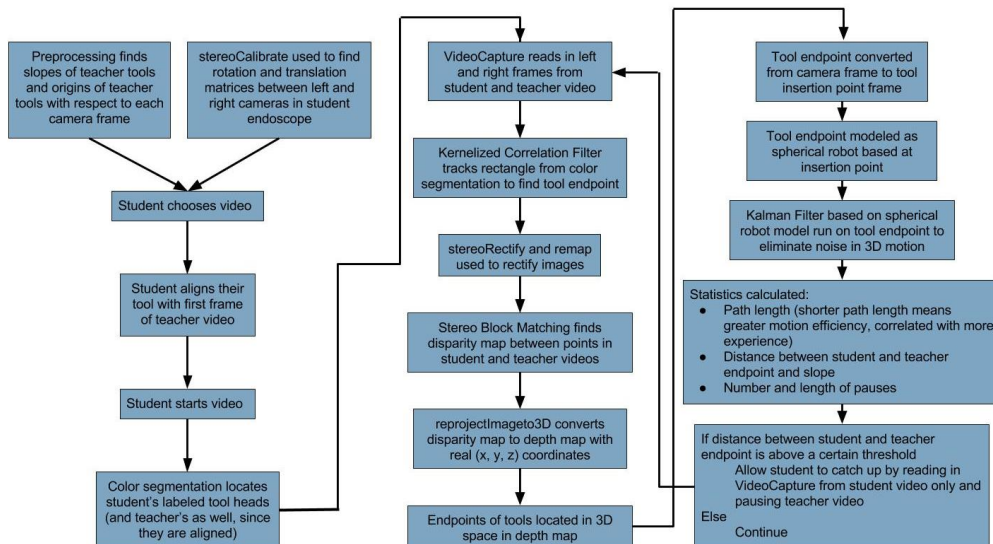 Preprocessing finds
slopes of teacher tools
and origins of teacher
tools with respect to each
camera frame
stereoCalibrate used to find
rotation and translation
matrices between left and
right cameras in student
endoscope
Student chooses video
Student aligns their
tool with first frame
of teacher video
Student starts video
Color segmentation locates
student's labeled tool heads
(and teacher's as well, since
they are aligned)
VideoCapture reads in left
and right frames from
student and teacher video
Kernelized Correlation Filter
tracks rectangle from color
segmentation to find tool endpoint
stereoRectify and remap
used to rectify images
Stereo Block Matching finds
disparity map between points in
student and teacher videos
reprojectImageto3D converts
disparity map to depth map with
real (x, y, z) coordinates
Endpoints of tools located in 3D
space in depth map
Tool endpoint converted
from camera frame to tool
insertion point frame
Tool endpoint modeled as
spherical robot based at
insertion point
Kalman Filter based on spherical
robot model run on tool endpoint to
eliminate noise in 3D motion
Statistics calculated:
● Path length (shorter path length means
greater motion efficiency, correlated with more
experience)
● Distance between student and teacher
endpoint and slope
● Number and length of pauses
If distance between student and teacher
endpoint is above a certain threshold
Allow student to catch up by reading in
VideoCapture from student video only and
pausing teacher video
Else
Continue